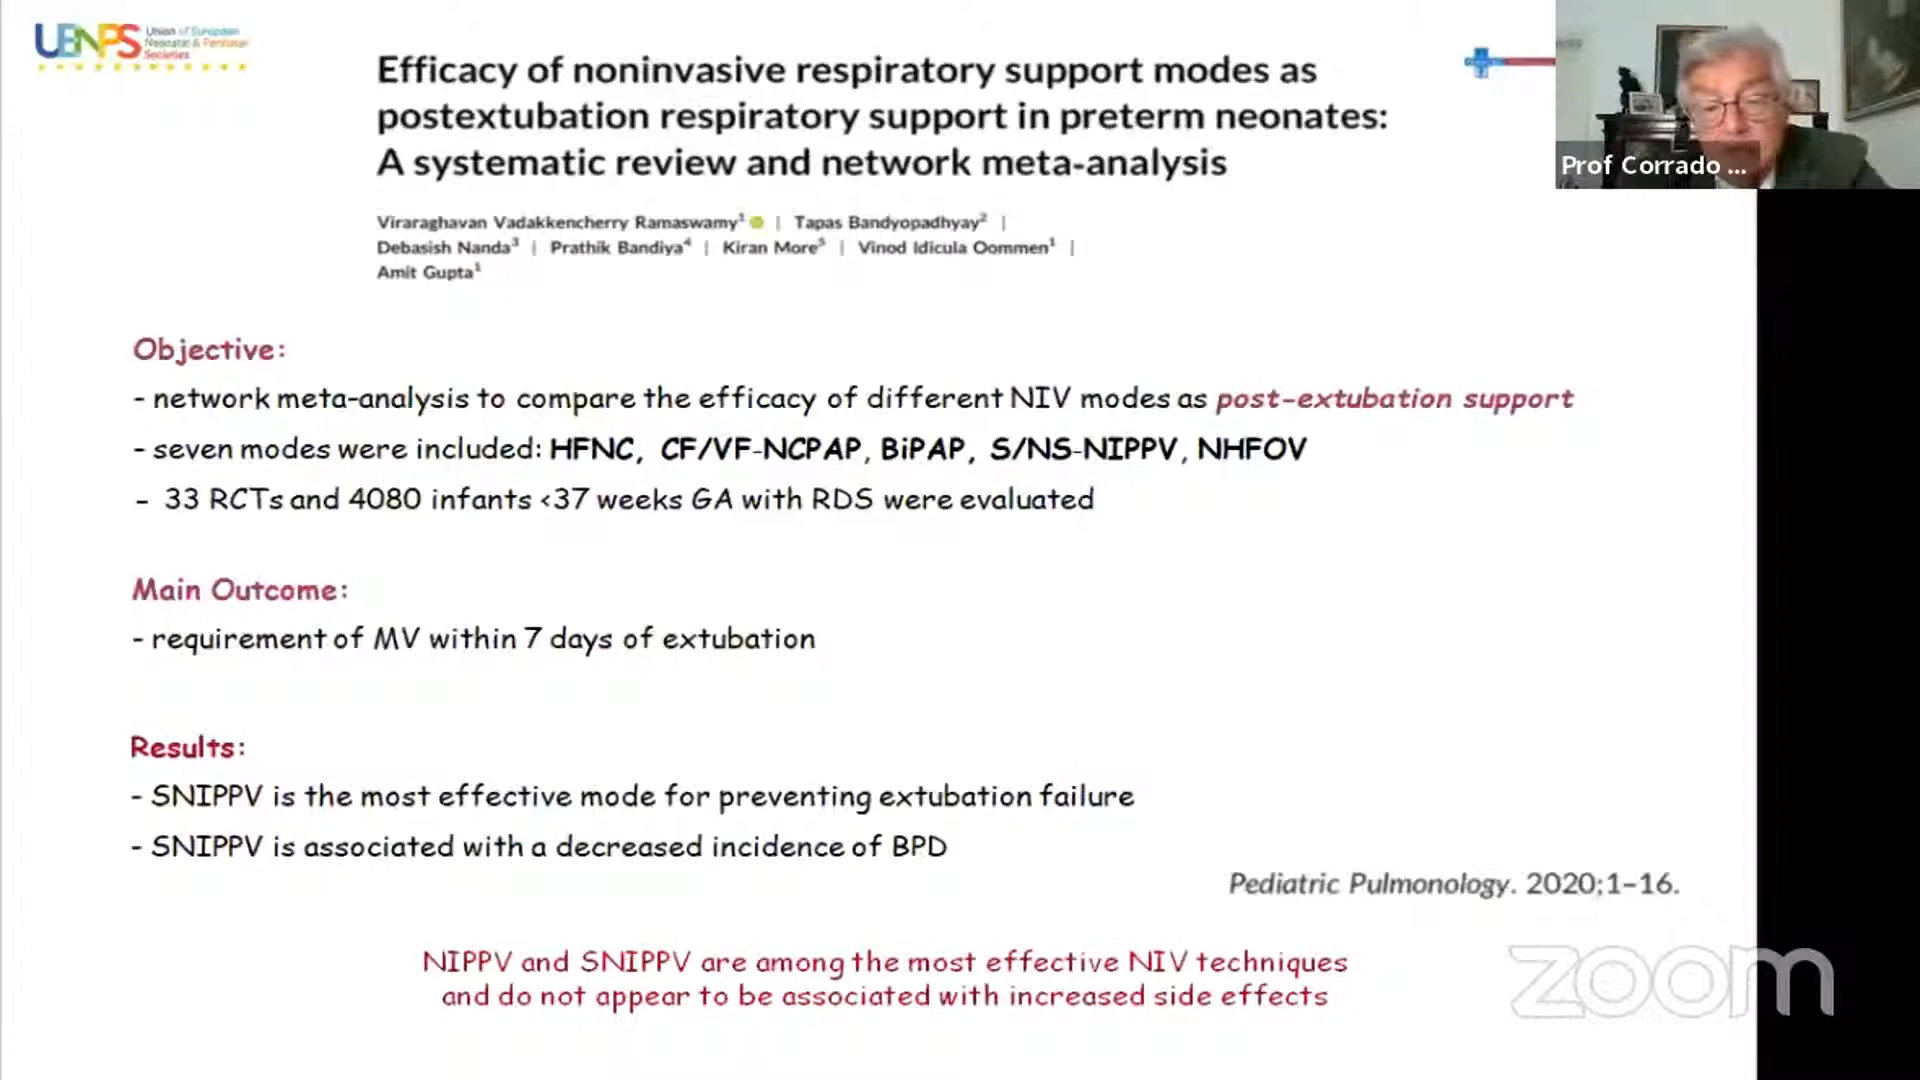 UENPS
Union of European
Neonatal & Perinatal
Societies
Efficacy of noninvasive respiratory support modes as
postextubation respiratory support in preterm neonates:
A systematic review and network meta-analysis
Viraraghavan Vadakkencherry Ramaswamy¹ | Tapas Bandyopadhyay² |
Debasish Nanda³ | Prathik Bandiya⁴ | Kiran More⁵ | Vinod Idicula Oommen¹ |
Amit Gupta¹
Prof Corrado ...
Objective:
- network meta-analysis to compare the efficacy of different NIV modes as post-extubation support
- seven modes were included: HFNC, CF/VF-NCPAP, BiPAP, S/NS-NIPPV, NHFOV
- 33 RCTs and 4080 infants <37 weeks GA with RDS were evaluated
Main Outcome:
- requirement of MV within 7 days of extubation
Results:
- SNIPPV is the most effective mode for preventing extubation failure
- SNIPPV is associated with a decreased incidence of BPD
Pediatric Pulmonology. 2020;1–16.
NIPPV and SNIPPV are among the most effective NIV techniques
and do not appear to be associated with increased side effects
zoom